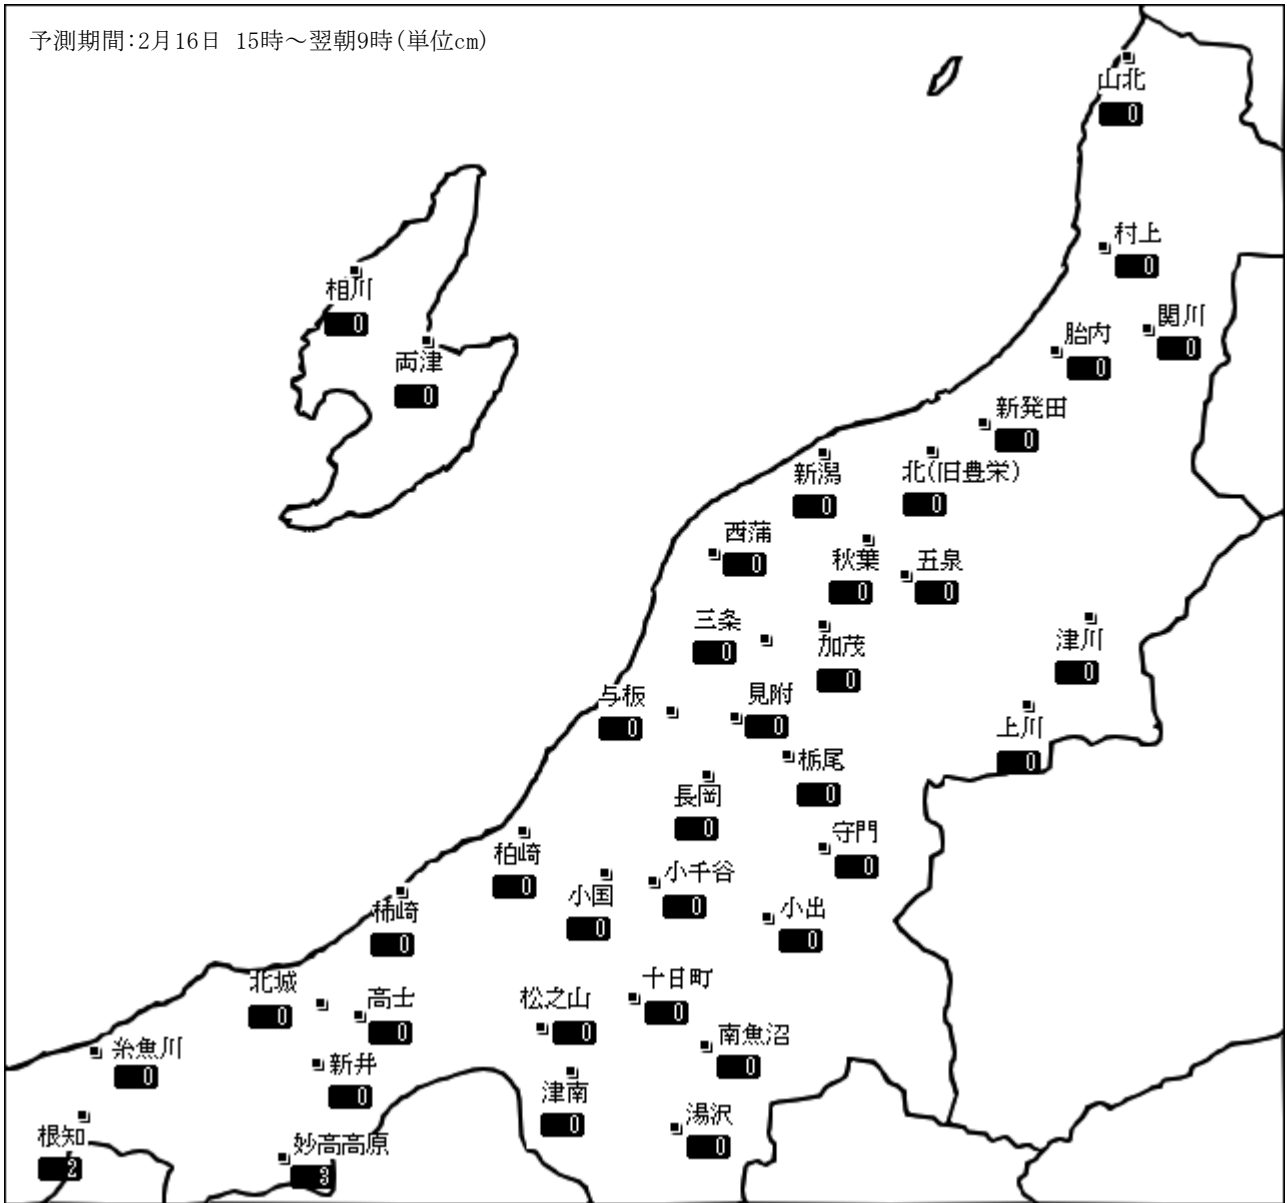 予測期間:2月16日 15時～翌朝9時(単位cm)
山北
0
村上
0
相川
0
関川
0
胎内
0
両津
0
新発田
0
新潟
0
北(旧豊栄)
0
西蒲
0
秋葉
0
五泉
0
三条
0
加茂
0
津川
0
与板
0
見附
0
上川
0
栃尾
0
長岡
0
守門
0
柏崎
0
小千谷
0
小国
0
小出
0
柿崎
0
北城
0
高士
0
松之山
0
十日町
0
南魚沼
0
糸魚川
0
新井
0
津南
0
湯沢
0
根知
2
妙高高原
3